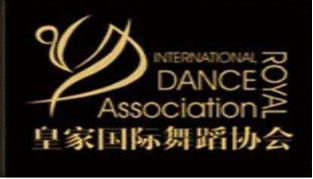 INTERNATIONAL
DANCE
Association
ROYAL
皇家国际舞蹈协会